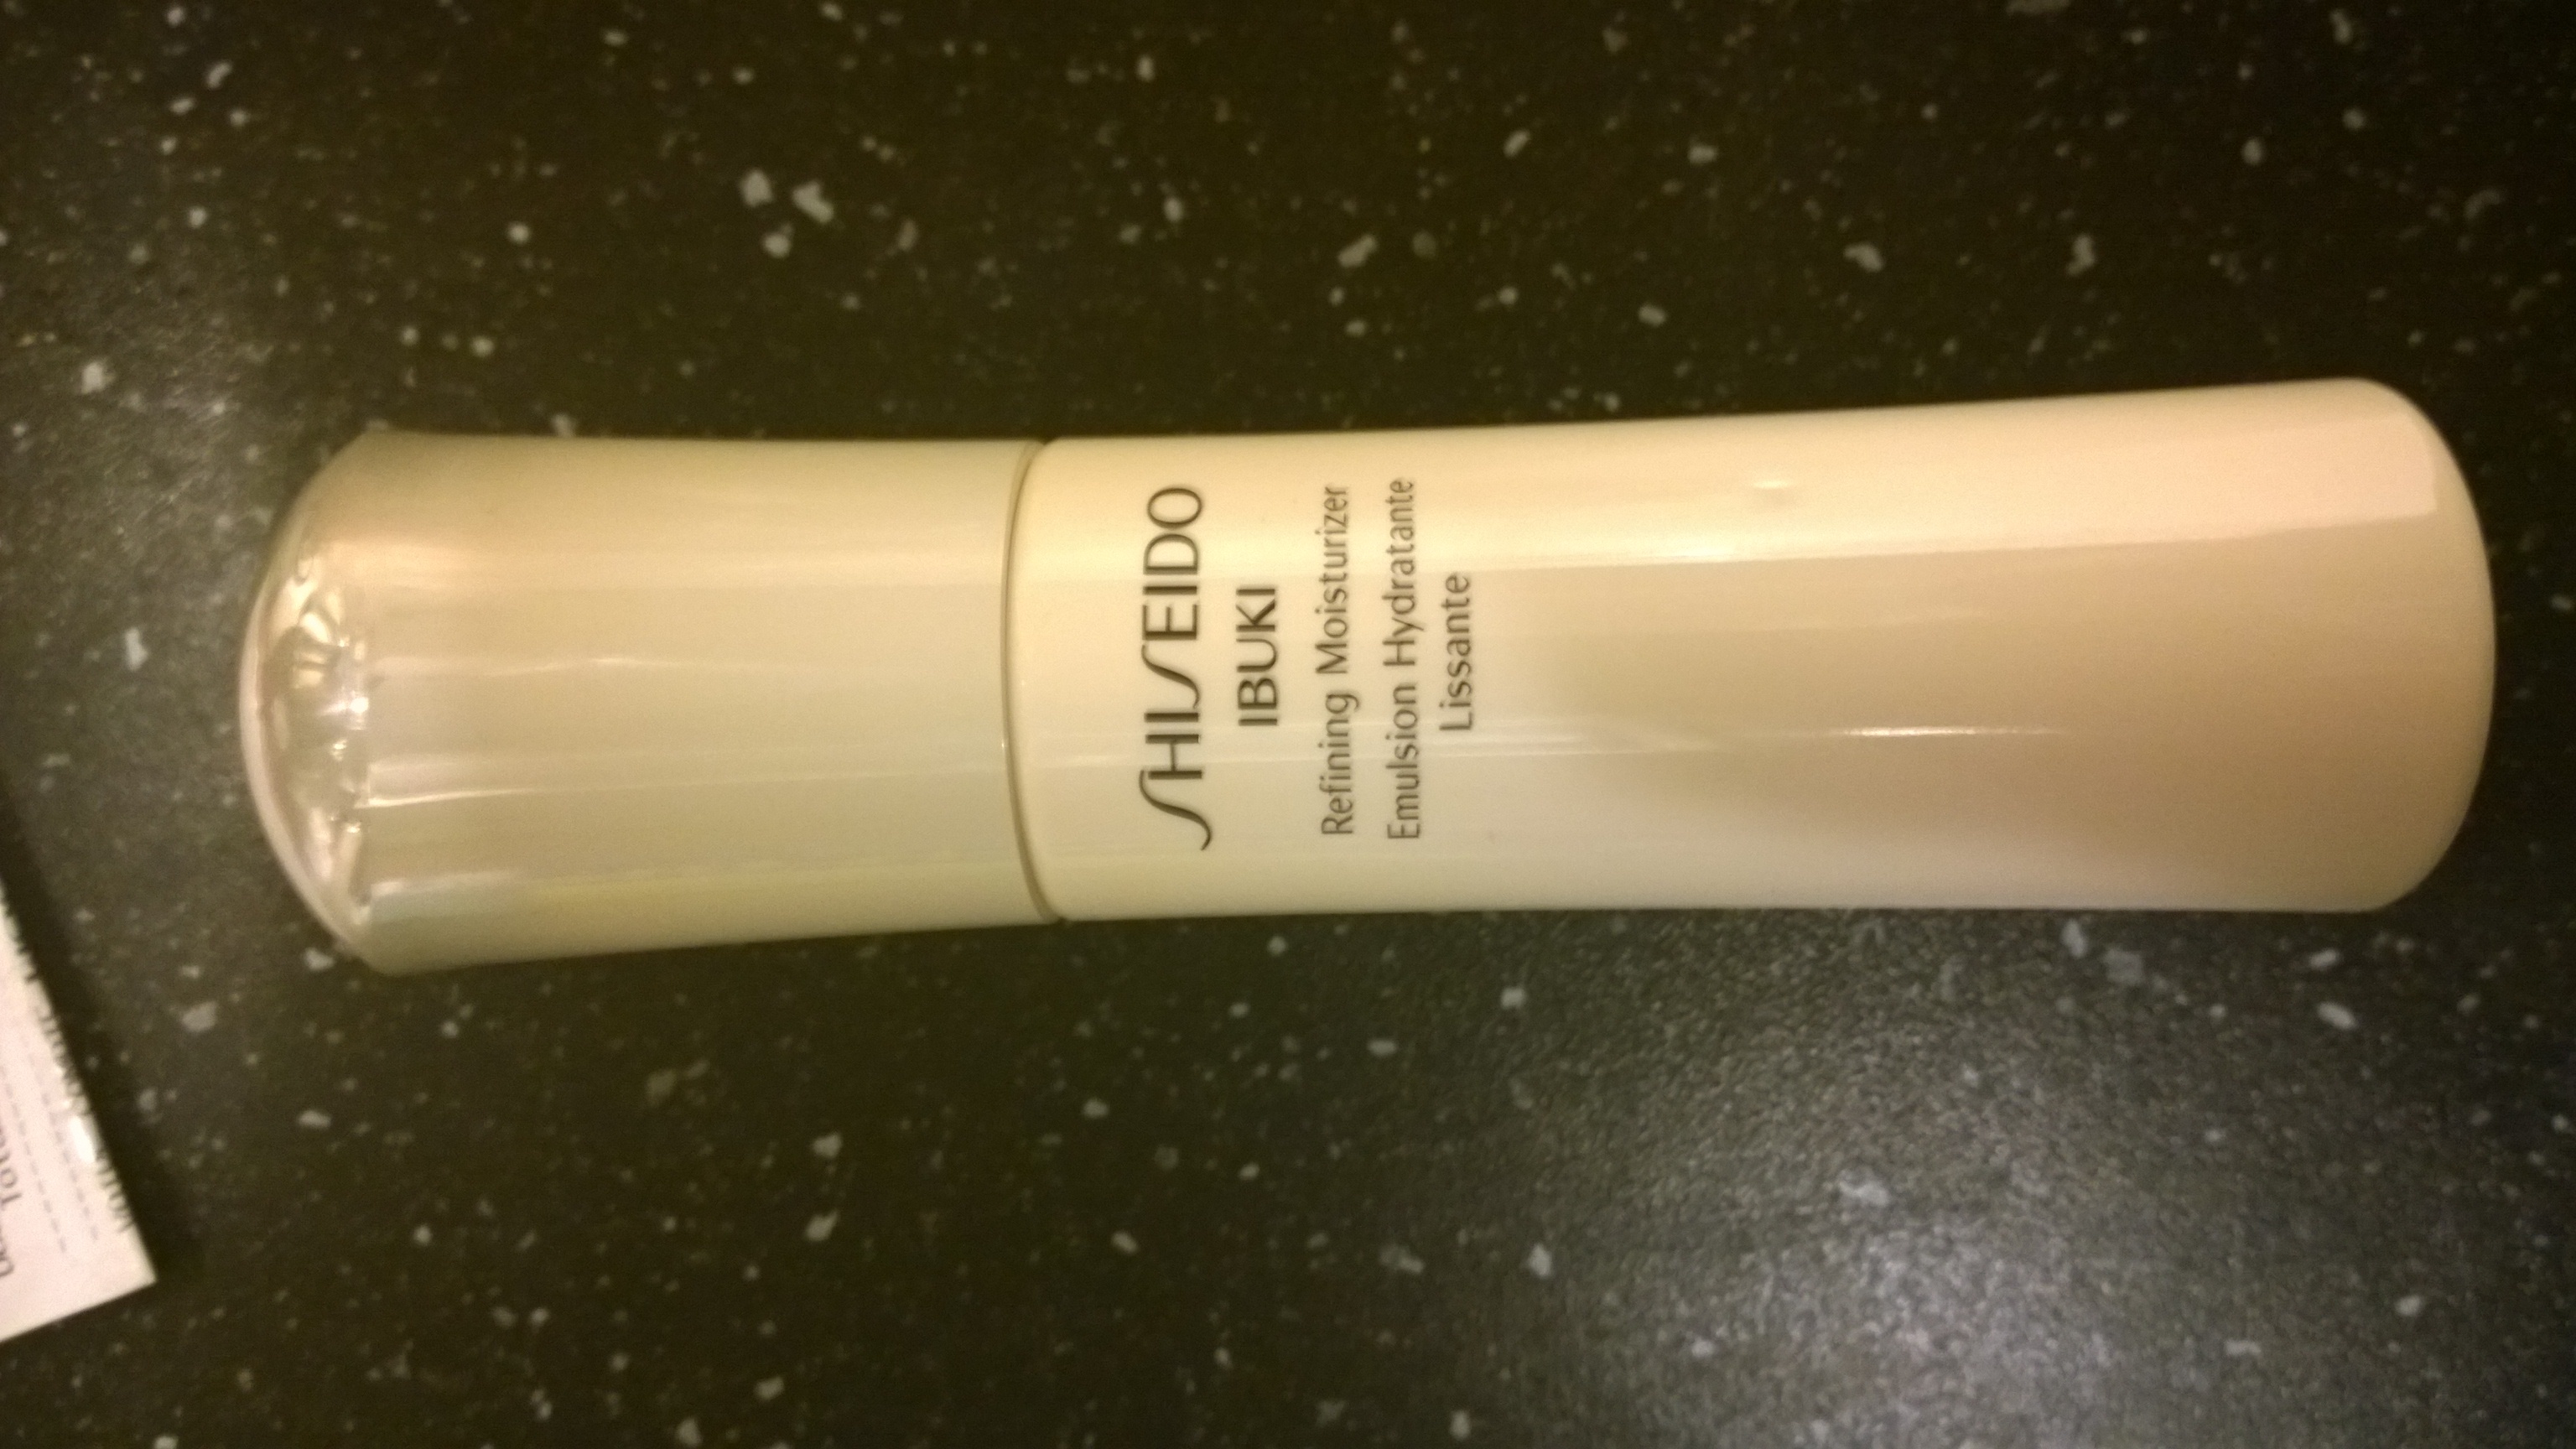 SHISEIDO
IBUKI
Refining Moisturizer
Emulsion Hydratante
Lissante